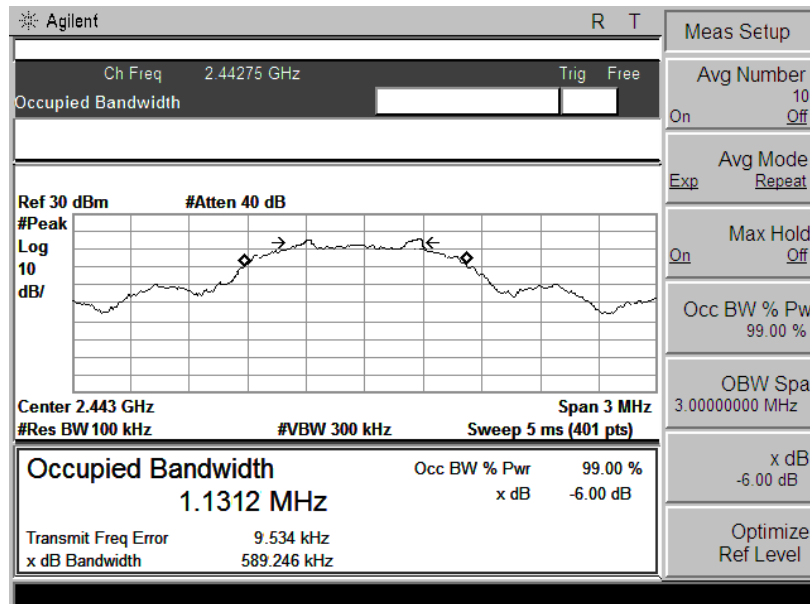 Agilent R T
Ch Freq 2.44275 GHz Trig Free
Occupied Bandwidth
Ref 30 dBm #Atten 40 dB
#Peak
Log
10
dB/
Center 2.443 GHz Span 3 MHz
#Res BW 100 kHz #VBW 300 kHz Sweep 5 ms (401 pts)
Occupied Bandwidth
1.1312 MHz
Occ BW % Pwr 99.00 %
x dB -6.00 dB
Transmit Freq Error 9.534 kHz
x dB Bandwidth 589.246 kHz
Meas Setup
Avg Number
10
On Off
Avg Mode
Exp Repeat
Max Hold
On Off
Occ BW % Pw
99.00 %
OBW Spa
3.00000000 MHz
x dB
-6.00 dB
Optimize
Ref Level